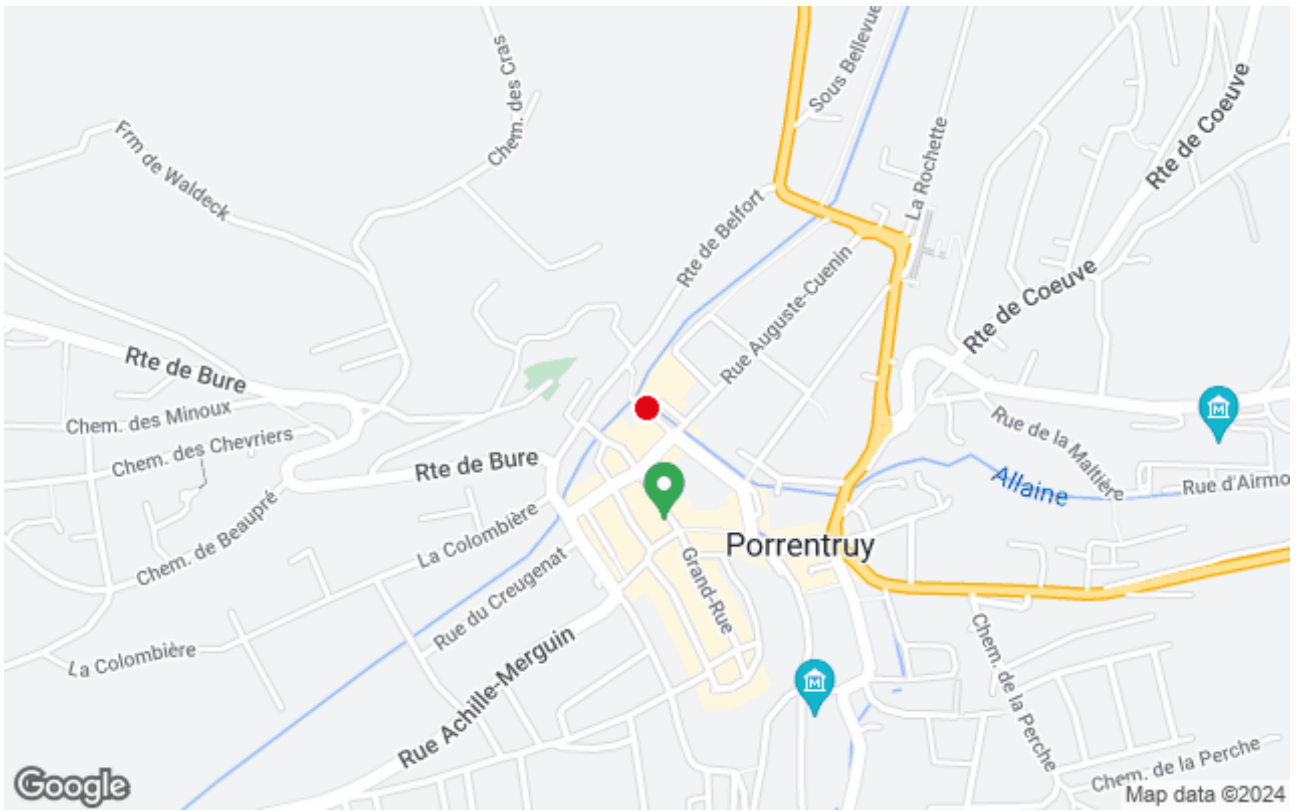 Sous Bellevue
Chem. des Cras
Rte de Coeuve
Frm de Waldeck
La Rochette
Rte de Belfort
Rue Auguste-Cuenin
Rte de Coeuve
Rte de Bure
Chem. des Minoux
Chem. des Chevriers
Rte de Bure
Rue de la Maltière
Allaine
Rue d'Airmo
La Colombière
Chem. de Beaupré
Porrentruy
Grand-Rue
Rue du Creugenat
La Colombière
Rue Achille-Merguin
Chem. de la Perche
Chem. de la Perche
M
M
Google
Map data ©2024